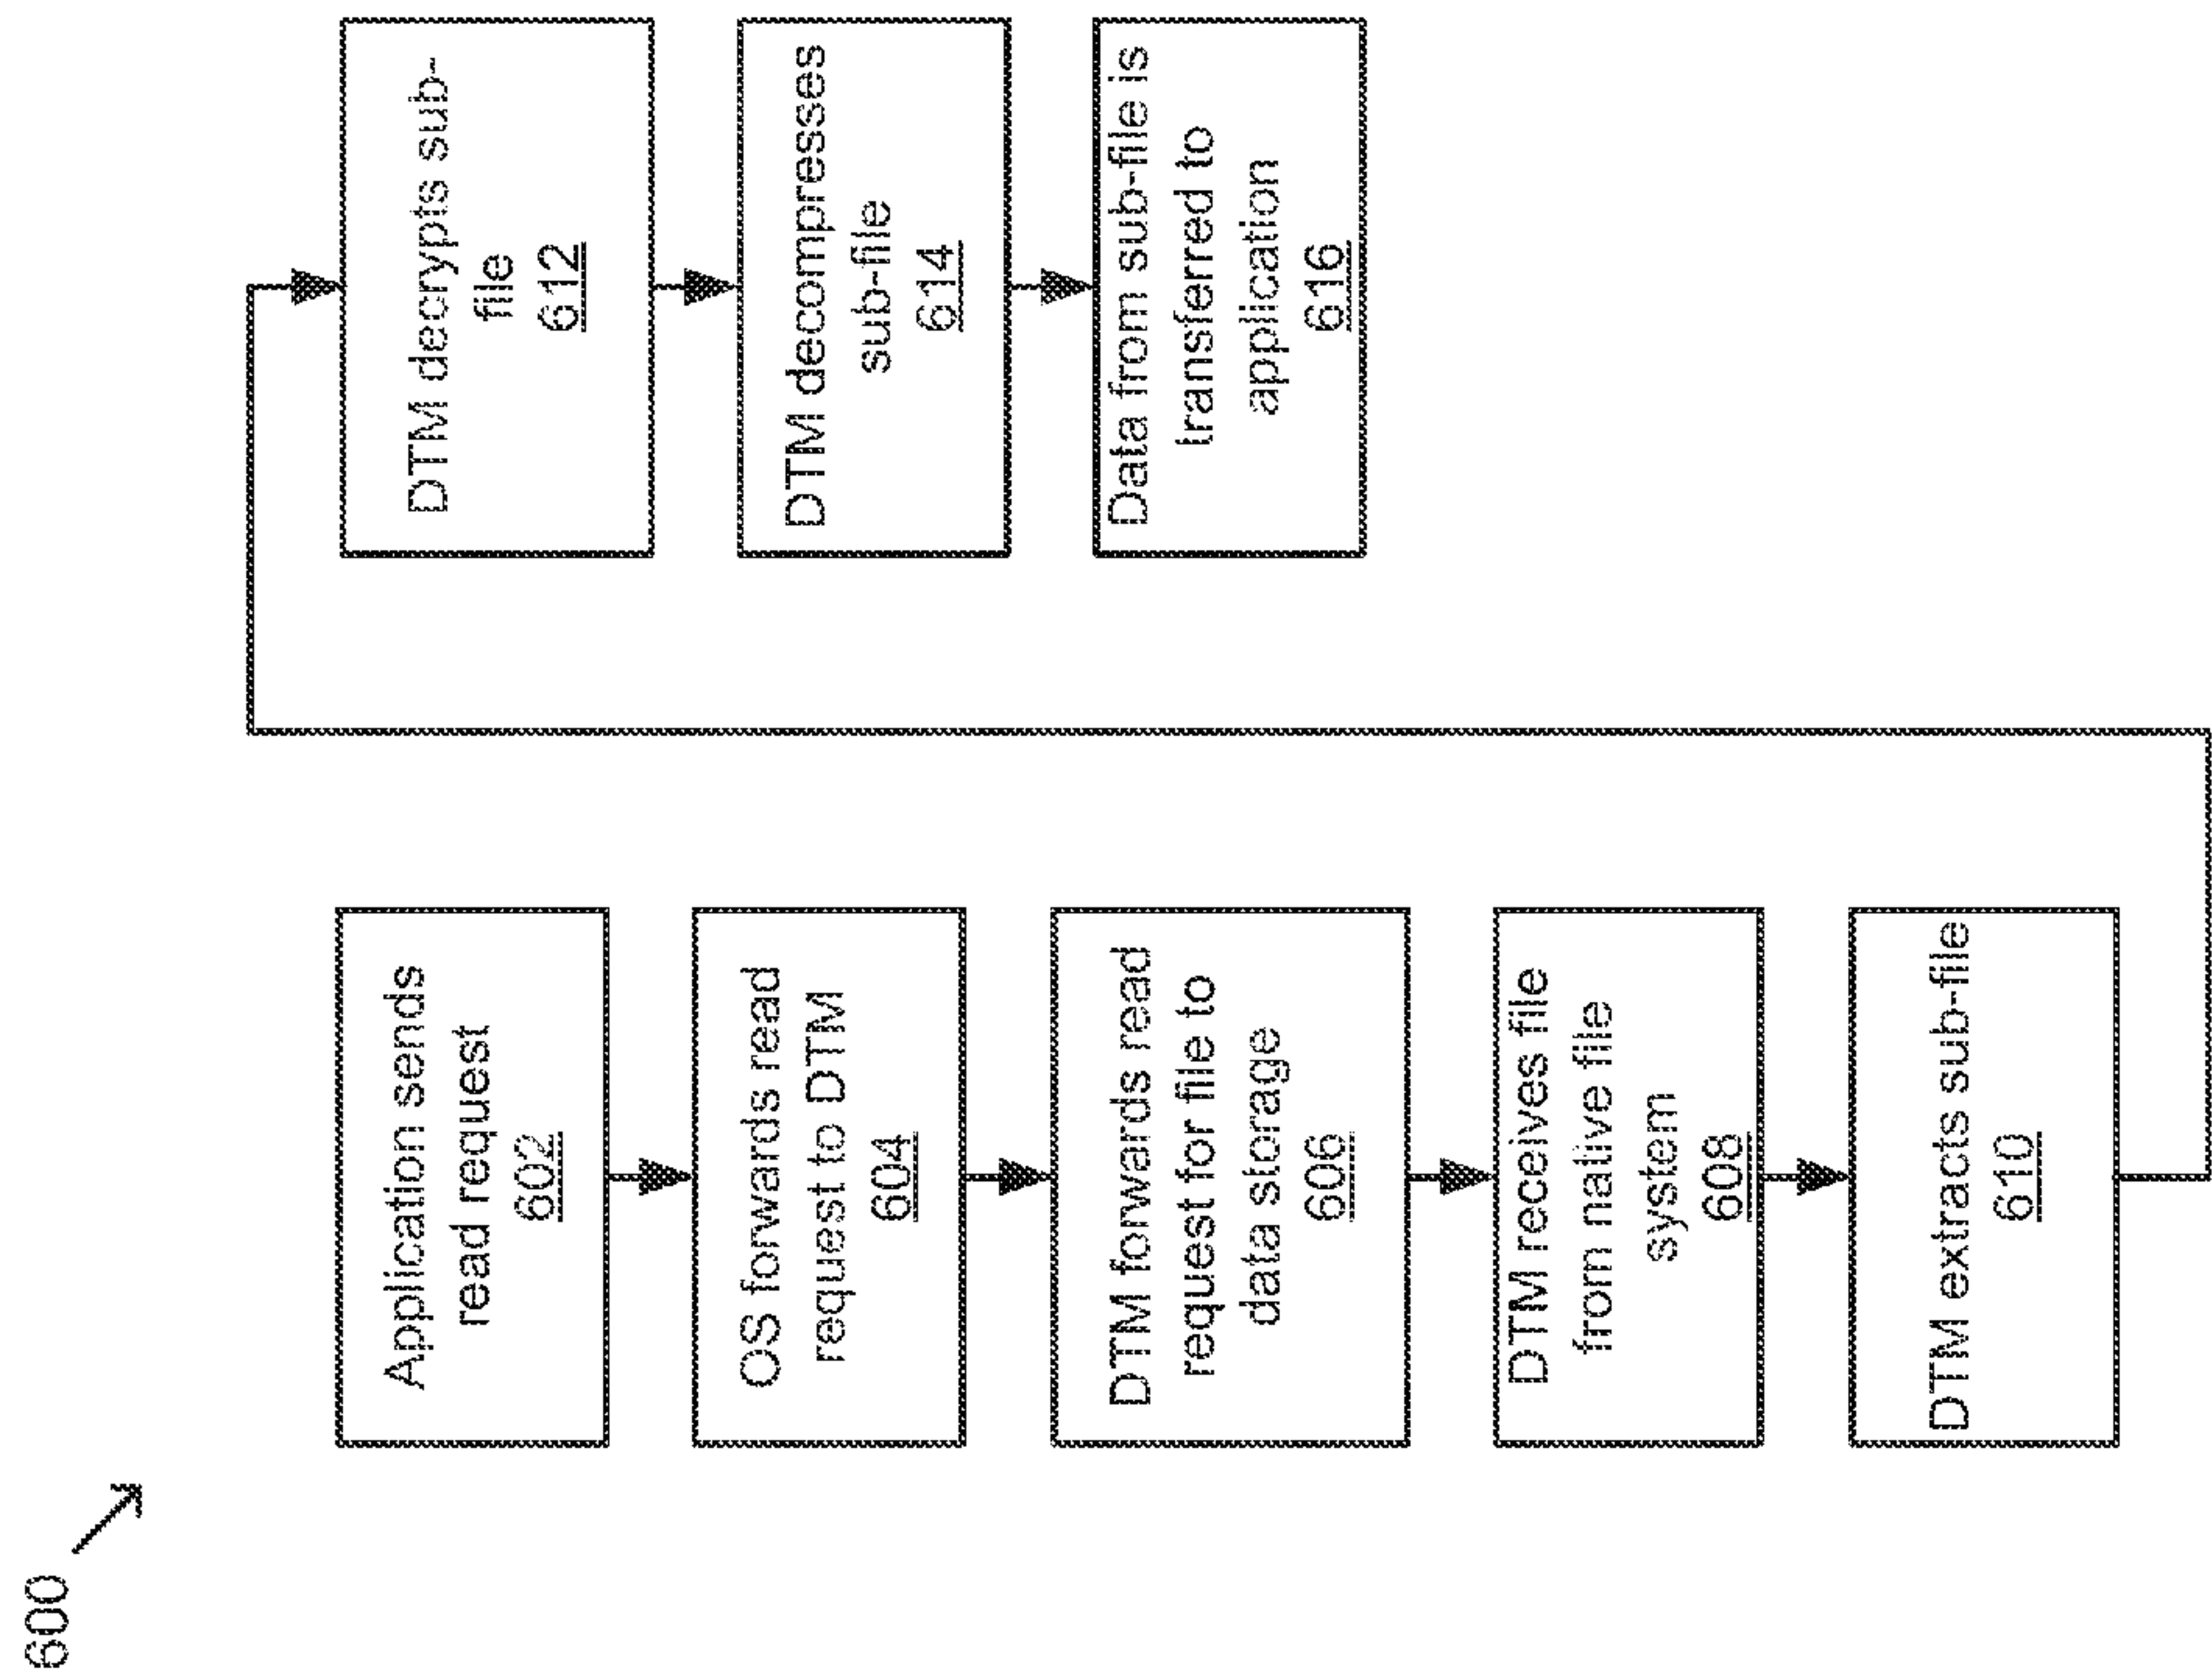 600
Application sends
read request
602
OS forwards read
request to DTM
604
DTM forwards read
request for file to
data storage
606
DTM receives file
from native file
system
608
DTM extracts sub-file
610
DTM decrypts sub-
file
612
DTM decompresses
sub-file
614
Data from sub-file is
transferred to
application
616